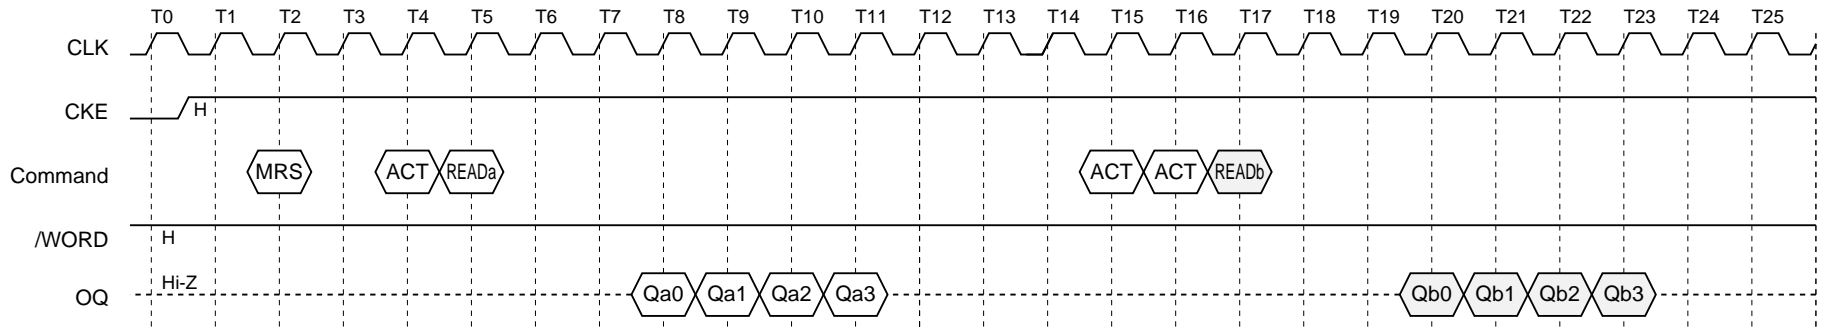 T0 T1 T2 T3 T4 T5 T6 T7 T8 T9 T10 T11 T12 T13 T14 T15 T16 T17 T18 T19 T20 T21 T22 T23 T24 T25
CLK
CKE H
Command MRS ACT READa ACT ACT READb
/WORD H
OQ Hi-Z Qa0 Qa1 Qa2 Qa3 Qb0 Qb1 Qb2 Qb3